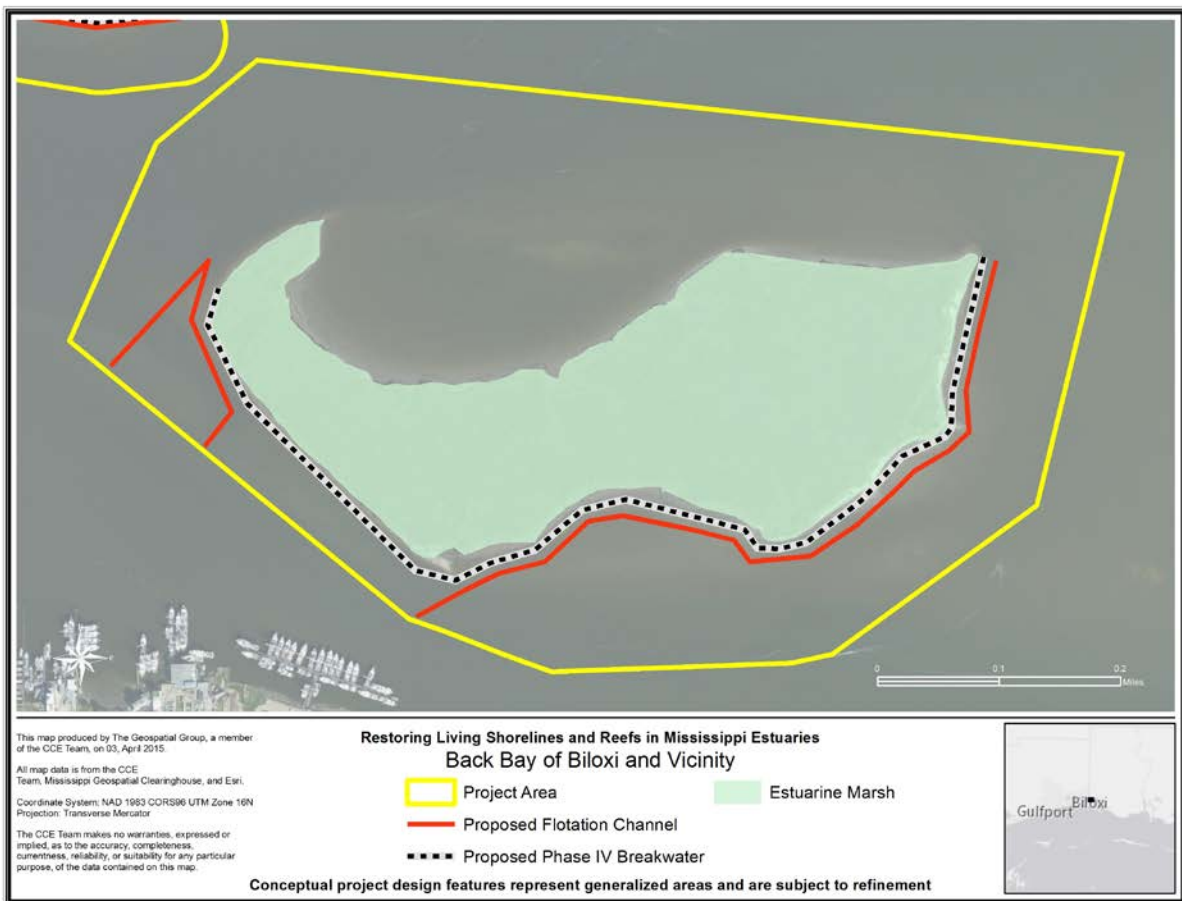 0
0.1
0.2
Miles
This map produced by The Geospatial Group, a member
of the CCE Team, on 03, April 2015.
All map data is from the CCE
Team, Mississippi Geospatial Clearinghouse, and Esri.
Coordinate System: NAD 1983 CORS96 UTM Zone 16N
Projection: Transverse Mercator
The CCE Team makes no warranties, expressed or
implied, as to the accuracy, completeness,
currentness, reliability, or suitability for any particular
purpose, of the data contained on this map.
Restoring Living Shorelines and Reefs in Mississippi Estuaries
Back Bay of Biloxi and Vicinity
Project Area
Estuarine Marsh
Proposed Flotation Channel
Proposed Phase IV Breakwater
Conceptual project design features represent generalized areas and are subject to refinement
Biloxi
Gulfport